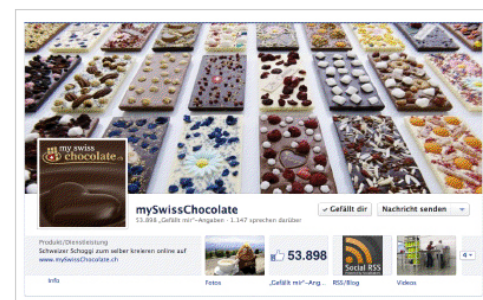 my swiss
chocolate.ch
mySwissChocolate
53.898 „Gefällt mir“-Angaben · 1.147 sprechen darüber
✓ Gefällt dir
Nachricht senden
Produkt/Dienstleistung
Schweizer Schoggi zum selber kreieren online auf
www.mySwissChocolate.ch
Info
53.898
Social RSS
4
Fotos
„Gefällt mir“-Ang...
RSS/Blog
Videos